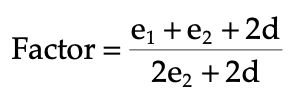 Factor = (e₁ + e₂ + 2d) / (2e₂ + 2d)